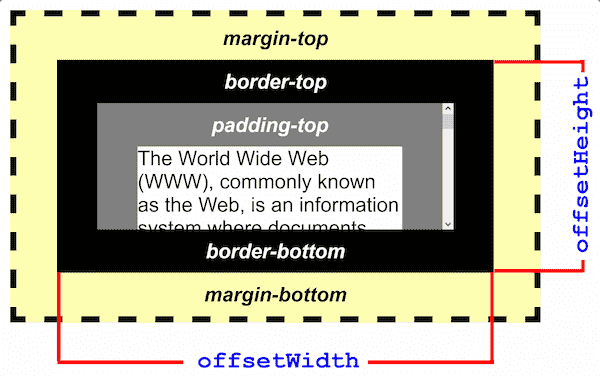 margin-top
border-top
padding-top
The World Wide Web
(WWW), commonly known
as the Web, is an information
system where documents
border-bottom
margin-bottom
offsetHeight
offsetWidth